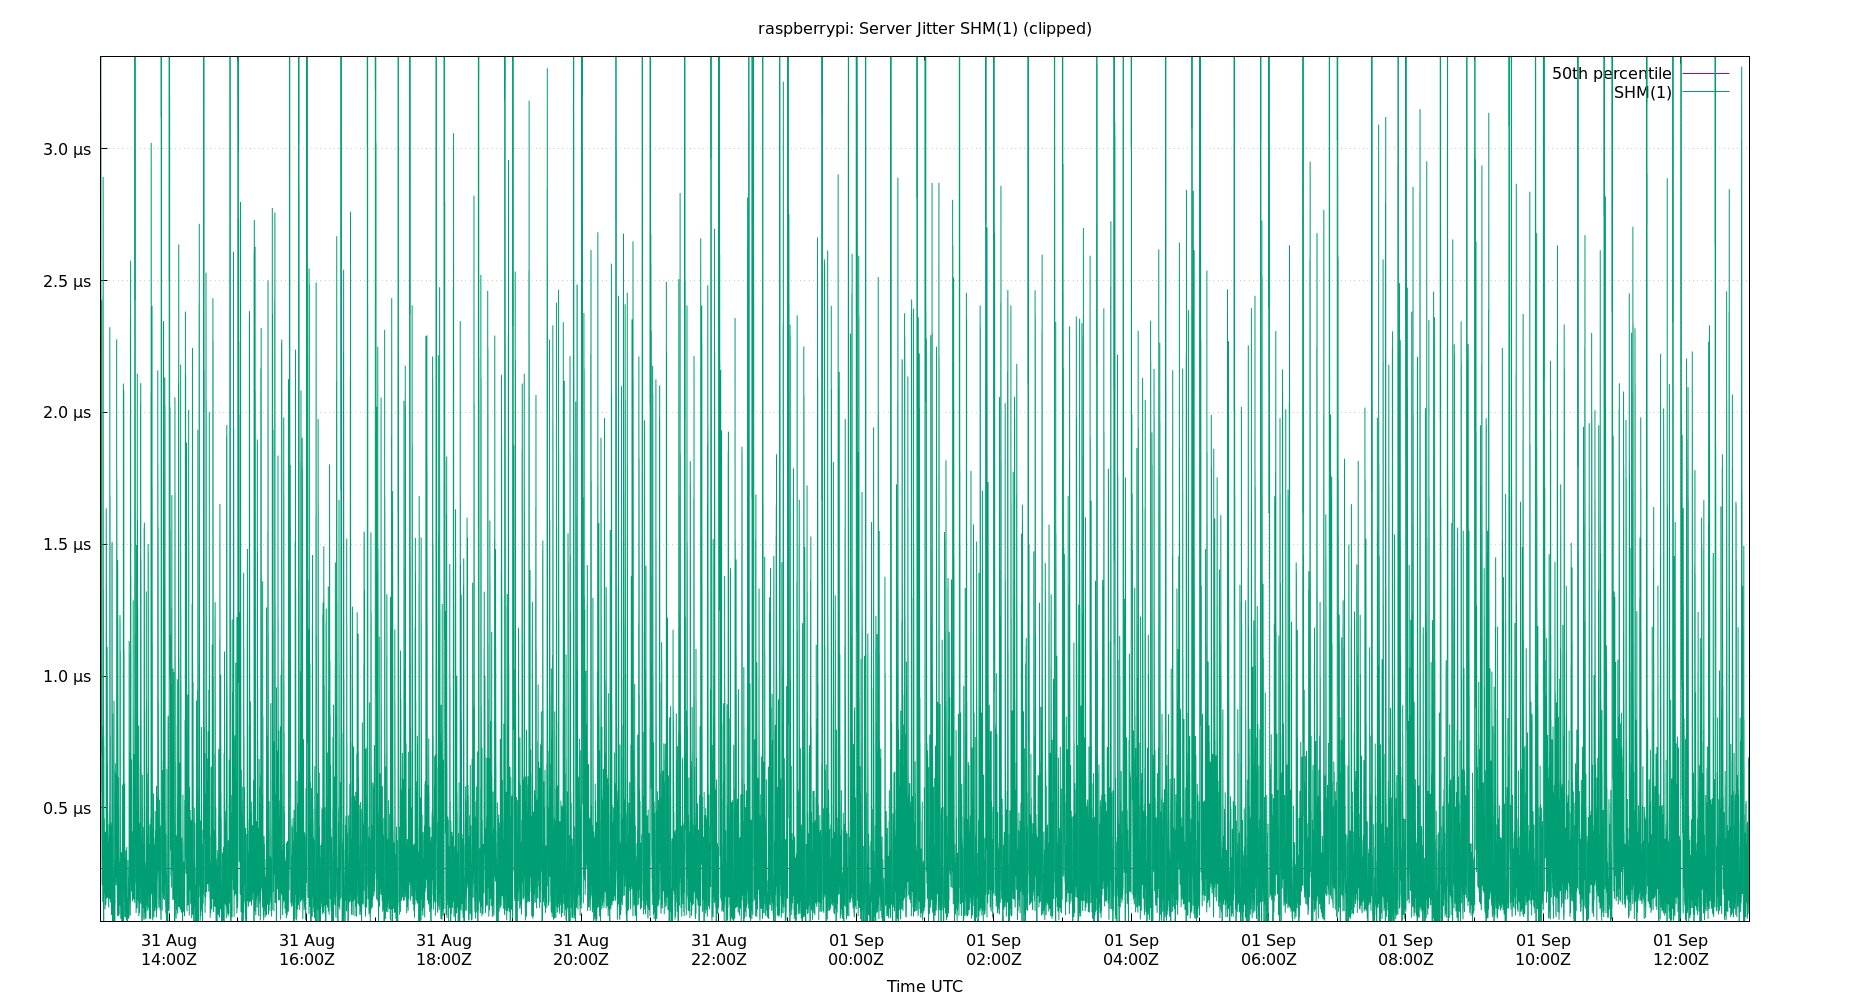 raspberrypi: Server Jitter SHM(1) (clipped)
50th percentile
SHM(1)
3.0 µs
2.5 µs
2.0 µs
1.5 µs
1.0 µs
0.5 µs
31 Aug 31 Aug 31 Aug 31 Aug 31 Aug 01 Sep 01 Sep 01 Sep 01 Sep 01 Sep 01 Sep 01 Sep
14:00Z 16:00Z 18:00Z 20:00Z 22:00Z 00:00Z 02:00Z 04:00Z 06:00Z 08:00Z 10:00Z 12:00Z
Time UTC